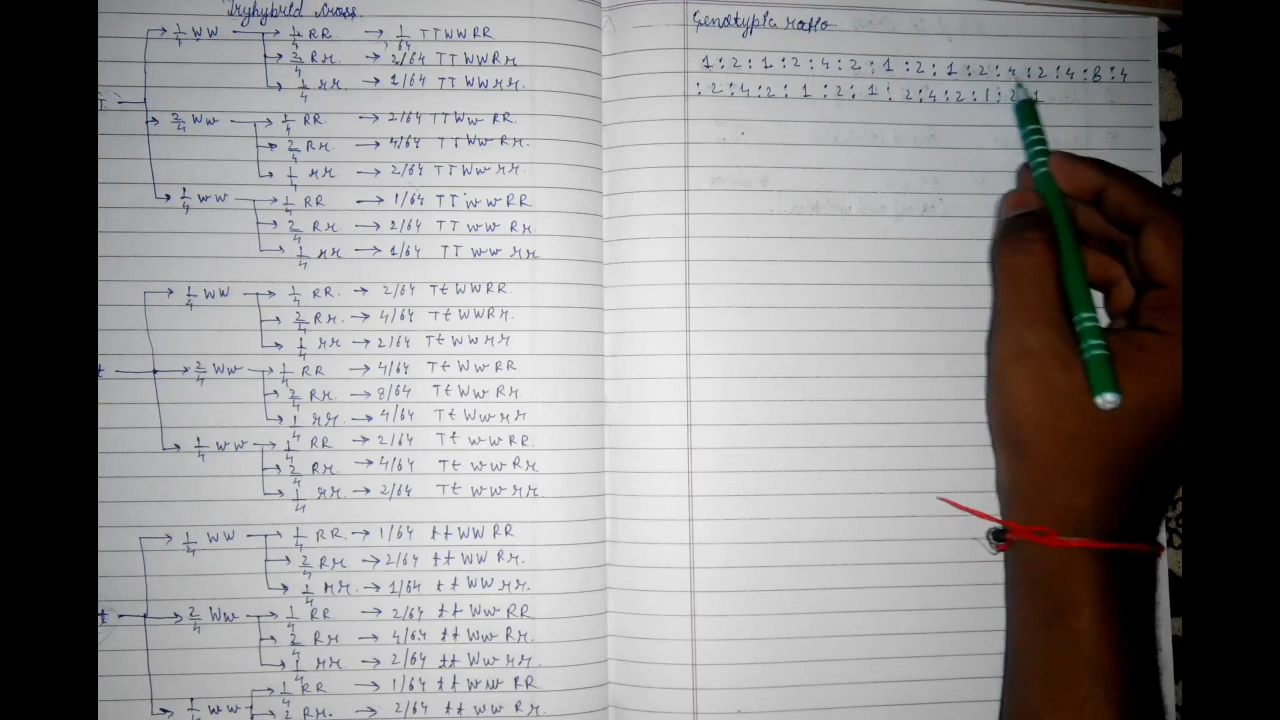 Tryhybrid Cross.
1/4 WW → 1/4 RR → 1/64 TTWWRR
2/4 Rr → 2/64 TTWWRr
1/4 rr → 1/64 TTWWrr
T
2/4 Ww → 1/4 RR → 2/64 TTWwRR
2/4 Rr → 4/64 TTWwRr
1/4 rr → 2/64 TTWwrr
1/4 ww → 1/4 RR → 1/64 TTwwRR
2/4 Rr → 2/64 TTwwRr
1/4 rr → 1/64 TTwwrr
1/4 WW → 1/4 RR. → 2/64 TtWWRR.
2/4 Rr. → 4/64 TtWWRr.
1/4 rr → 2/64 TtWWrr
t → 2/4 Ww → 1/4 RR → 4/64 TtWwRR
2/4 Rr. → 8/64 TtWwRr
1/4 rr → 4/64 TtWwrr
1/4 ww → 1/4 RR → 2/64 TtwwRR.
2/4 Rr. → 4/64 TtwwRr
1/4 rr. → 2/64 Ttwwrr.
1/4 WW → 1/4 RR. → 1/64 ttWWRR
2/4 Rr → 2/64 ttWWRr.
1/4 rr. → 1/64 ttWWrr.
t → 2/4 Ww → 1/4 RR → 2/64 ttWwRR.
2/4 Rr → 4/64 ttWwRr.
1/4 rr → 2/64 ttWwrr.
1/4 ww → 1/4 RR → 1/64 ttwwRR
2 Rr. → 2/64 ttwwRr.
Genotypic ratio
1:2:1:2:4:2:1:2:1:2:4:2:4:8:4
:2:4:2:1:2:1:2:4:2:1:2:1